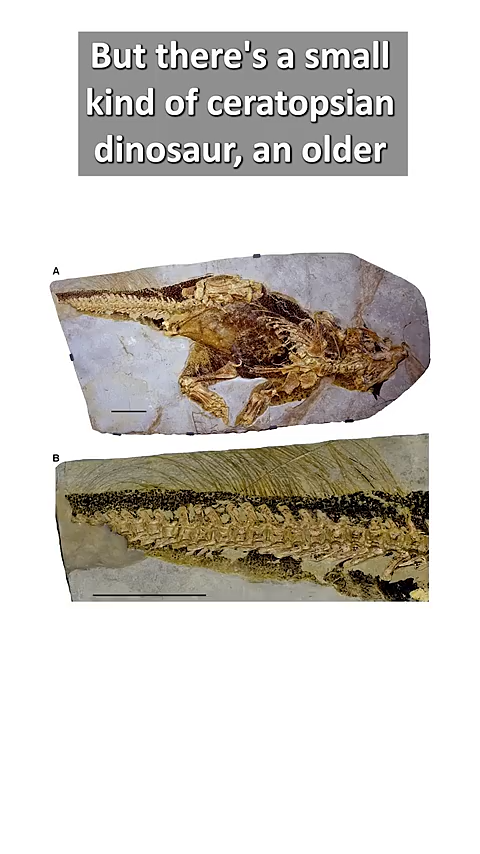 But there's a small
kind of ceratopsian
dinosaur, an older
A
B